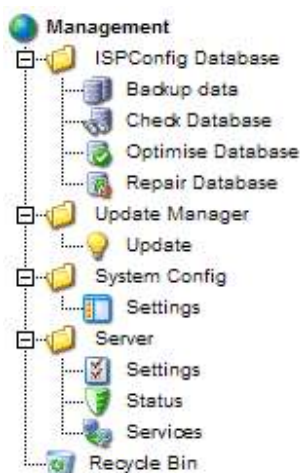 Management
ISPConfig Database
Backup data
Check Database
Optimise Database
Repair Database
Update Manager
Update
System Config
Settings
Server
Settings
Status
Services
Recycle Bin